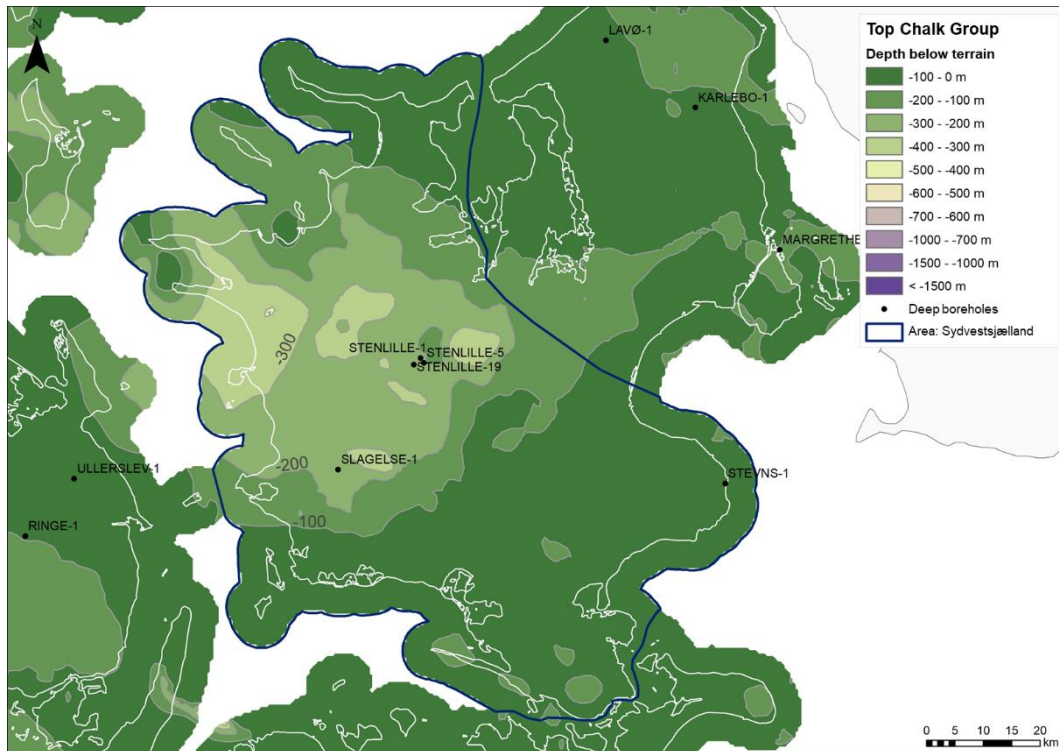 N
LAVØ-1
KARLEBO-1
MARGRETHE
-300
STENLILLE-1
STENLILLE-5
STENLILLE-19
-200
SLAGELSE-1
-100
STEVNS-1
ULLERSLEV-1
RINGE-1
Top Chalk Group
Depth below terrain
-100 - 0 m
-200 - -100 m
-300 - -200 m
-400 - -300 m
-500 - -400 m
-600 - -500 m
-700 - -600 m
-1000 - -700 m
-1500 - -1000 m
< -1500 m
Deep boreholes
Area: Sydvestsjælland
0 5 10 15 20
km